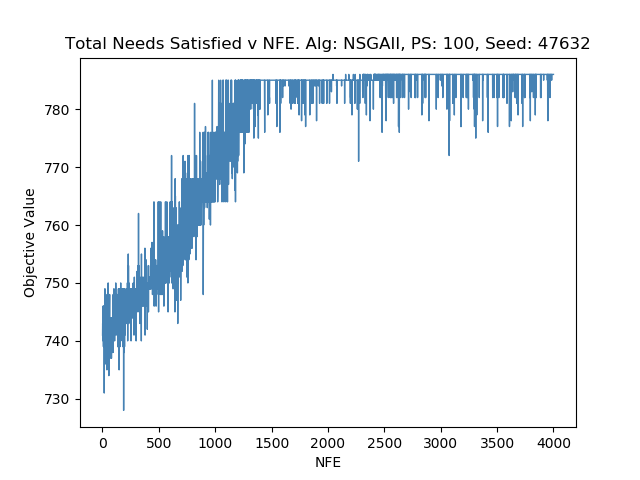 Total Needs Satisfied v NFE. Alg: NSGAII, PS: 100, Seed: 47632
Objective Value
780
770
760
750
740
730
0 500 1000 1500 2000 2500 3000 3500 4000
NFE